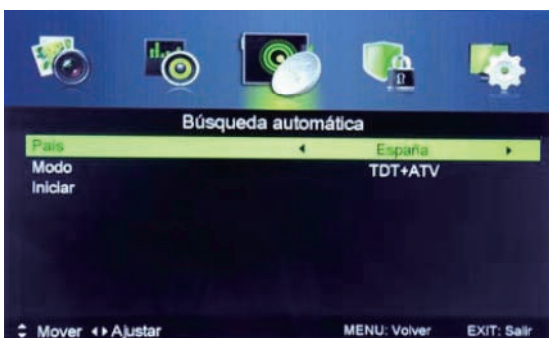 Búsqueda automática
País España
Modo TDT+ATV
Iniciar
Mover Ajustar MENU: Volver EXIT: Salir